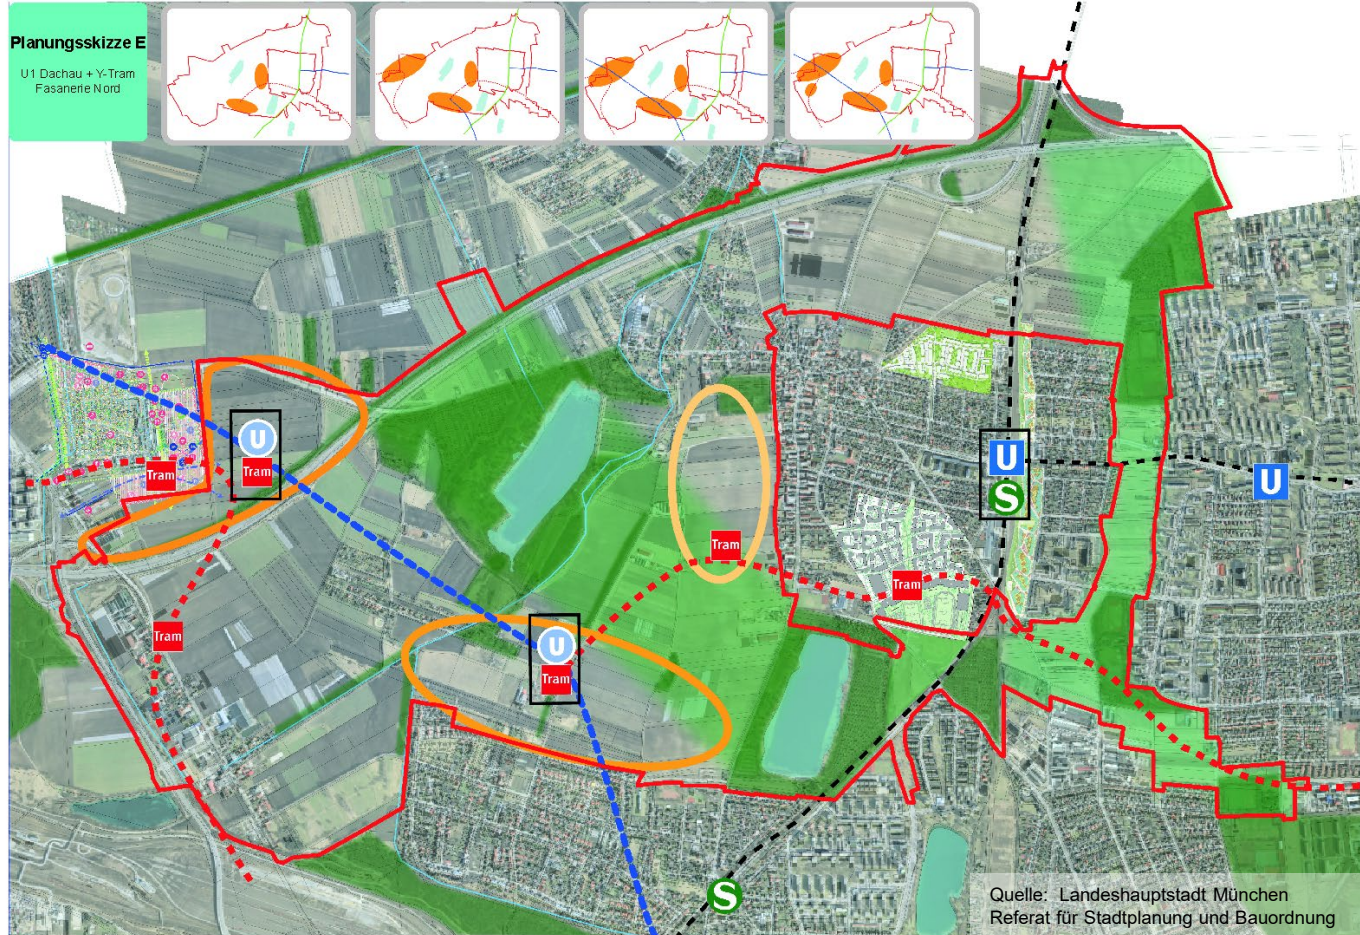 Planungsskizze E
U1 Dachau + Y-Tram
Fasanerie Nord
U
Tram
Tram
U
S
U
Tram
Tram
Tram
U
Tram
S
Quelle: Landeshauptstadt München
Referat für Stadtplanung und Bauordnung